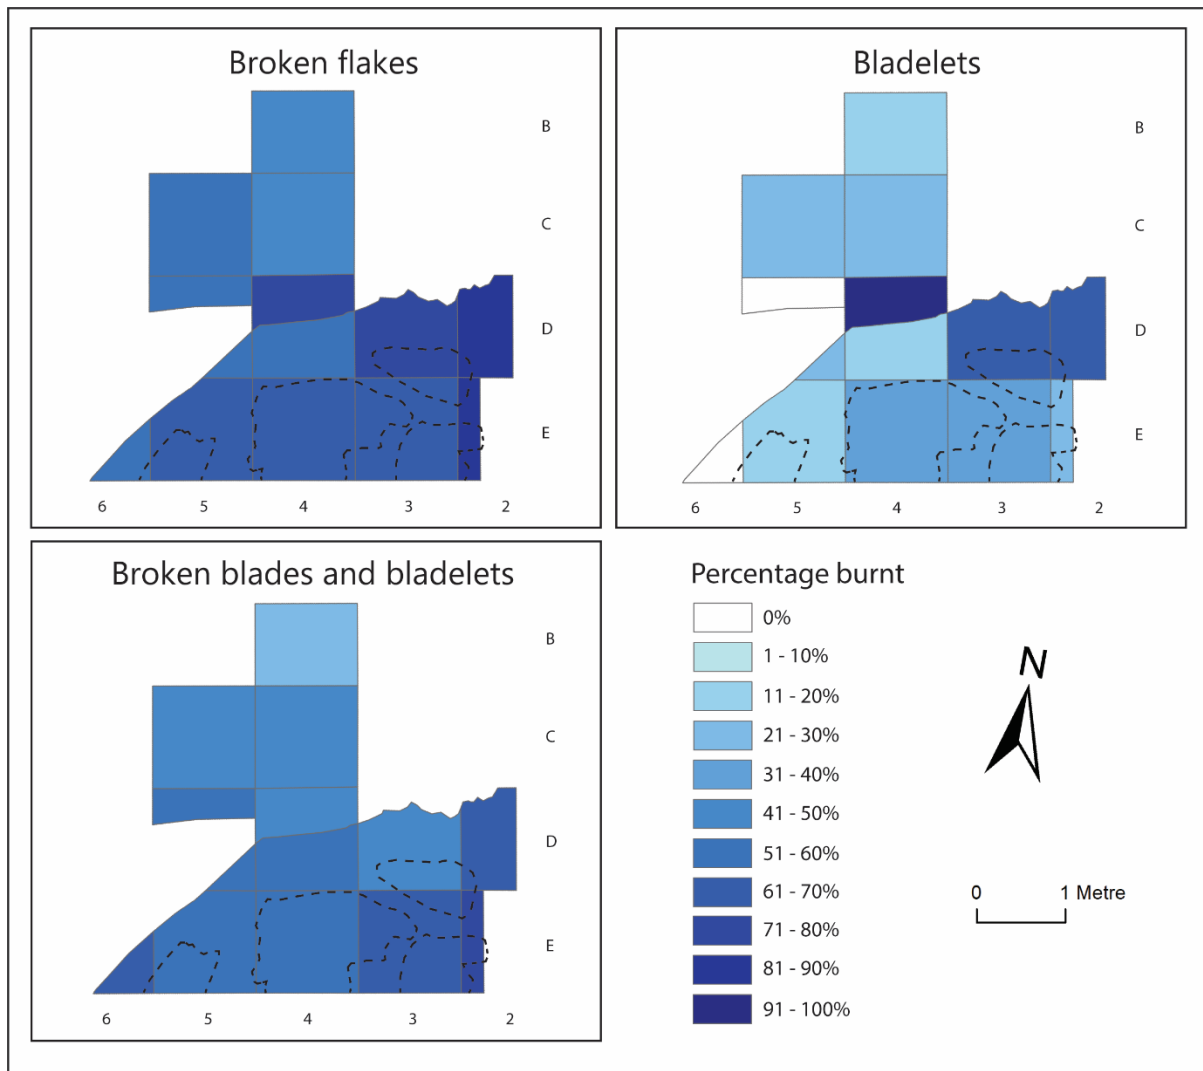 Broken flakes
B
C
D
E
6 5 4 3 2
Bladelets
B
C
D
E
6 5 4 3 2
Broken blades and bladelets
B
C
D
E
6 5 4 3 2
Percentage burnt
0%
1 - 10%
11 - 20%
21 - 30%
31 - 40%
41 - 50%
51 - 60%
61 - 70%
71 - 80%
81 - 90%
91 - 100%
N
0 1 Metre